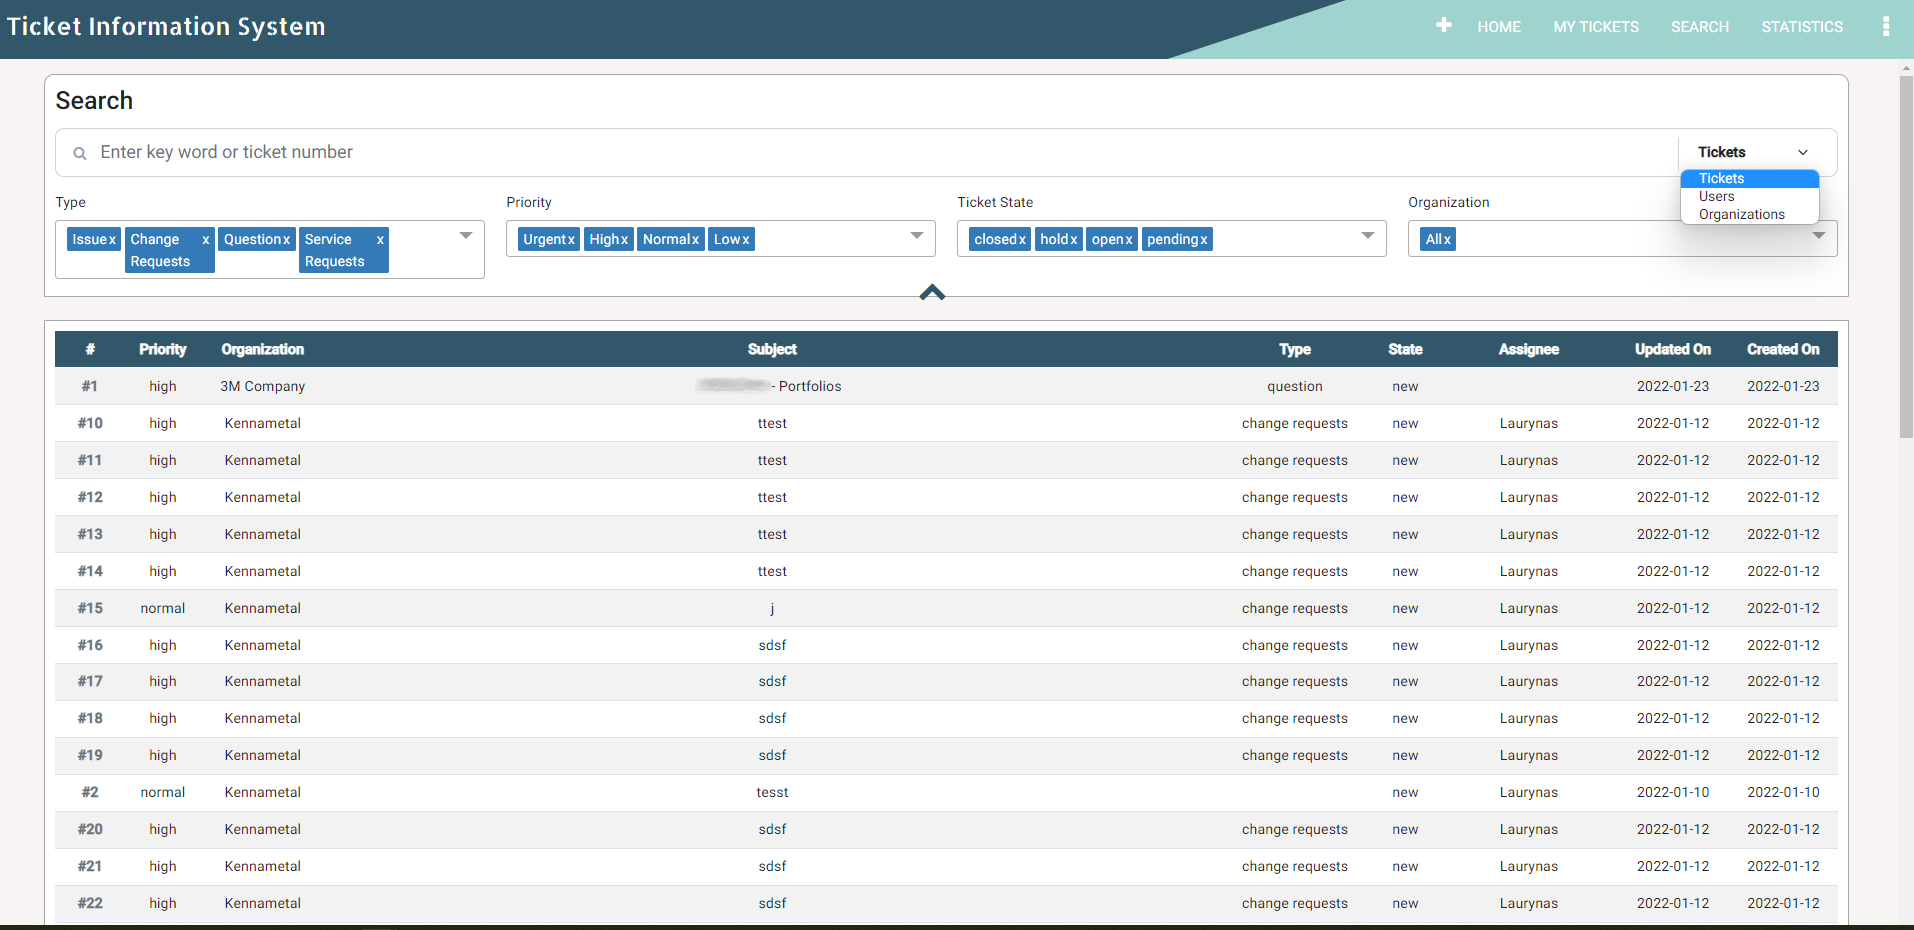 Ticket Information System
HOME MY TICKETS SEARCH STATISTICS
Search
Enter key word or ticket number
Tickets
Tickets
Users
Organizations
Type Priority Ticket State Organization
Issue x Change Requests x Question x Service Requests x
Urgent x High x Normal x Low x
closed x hold x open x pending x
All x
# Priority Organization Subject Type State Assignee Updated On Created On
#1 high 3M Company - Portfolios question new 2022-01-23 2022-01-23
#10 high Kennametal ttest change requests new Laurynas 2022-01-12 2022-01-12
#11 high Kennametal ttest change requests new Laurynas 2022-01-12 2022-01-12
#12 high Kennametal ttest change requests new Laurynas 2022-01-12 2022-01-12
#13 high Kennametal ttest change requests new Laurynas 2022-01-12 2022-01-12
#14 high Kennametal ttest change requests new Laurynas 2022-01-12 2022-01-12
#15 normal Kennametal j change requests new Laurynas 2022-01-12 2022-01-12
#16 high Kennametal sdsf change requests new Laurynas 2022-01-12 2022-01-12
#17 high Kennametal sdsf change requests new Laurynas 2022-01-12 2022-01-12
#18 high Kennametal sdsf change requests new Laurynas 2022-01-12 2022-01-12
#19 high Kennametal sdsf change requests new Laurynas 2022-01-12 2022-01-12
#2 normal Kennametal tesst new Laurynas 2022-01-10 2022-01-10
#20 high Kennametal sdsf change requests new Laurynas 2022-01-12 2022-01-12
#21 high Kennametal sdsf change requests new Laurynas 2022-01-12 2022-01-12
#22 high Kennametal sdsf change requests new Laurynas 2022-01-12 2022-01-12